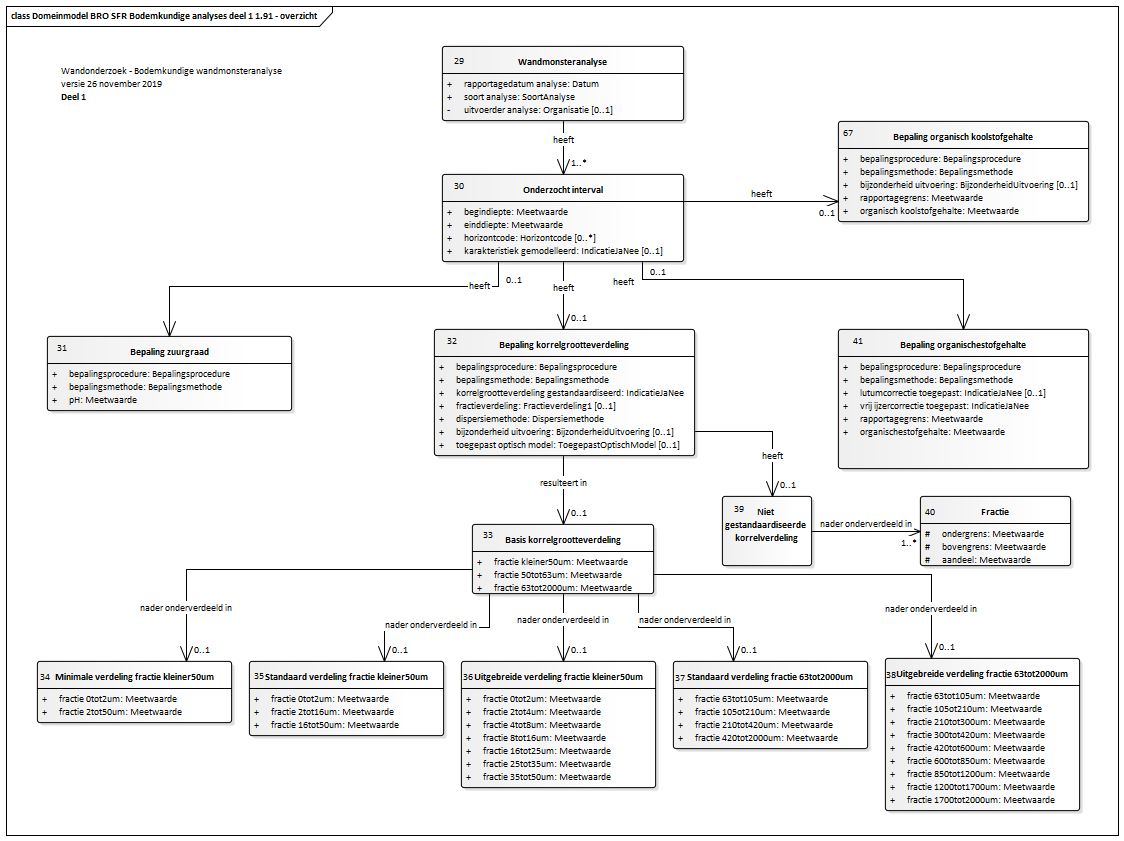 class Domeinmodel BRO SFR Bodemkundige analyses deel 1 1.91 - overzicht
Wandonderzoek - Bodemkundige wandmonsteranalyse
versie 26 november 2019
Deel 1
29 Wandmonsteranalyse
+ rapportagedatum analyse: Datum
+ soort analyse: SoortAnalyse
- uitvoerder analyse: Organisatie [0..1]
heeft
1..*
67 Bepaling organisch koolstofgehalte
+ bepalingsprocedure: Bepalingsprocedure
+ bepalingsmethode: Bepalingsmethode
+ bijzonderheid uitvoering: BijzonderheidUitvoering [0..1]
+ rapportagegrens: Meetwaarde
+ organisch koolstofgehalte: Meetwaarde
30 Onderzocht interval
+ begindiepte: Meetwaarde
+ einddiepte: Meetwaarde
+ horizontcode: Horizontcode [0..*]
+ karakteristiek gemodelleerd: IndicatieJaNee [0..1]
heeft
0..1
heeft
0..1
heeft
0..1
heeft
0..1
31 Bepaling zuurgraad
+ bepalingsprocedure: Bepalingsprocedure
+ bepalingsmethode: Bepalingsmethode
+ pH: Meetwaarde
32 Bepaling korrelgrootteverdeling
+ bepalingsprocedure: Bepalingsprocedure
+ bepalingsmethode: Bepalingsmethode
+ korrelgrootteverdeling gestandaardiseerd: IndicatieJaNee
+ fractieverdeling: Fractieverdeling1 [0..1]
+ dispersiemethode: Dispersiemethode
+ bijzonderheid uitvoering: BijzonderheidUitvoering [0..1]
+ toegepast optisch model: ToegepastOptischModel [0..1]
41 Bepaling organischestofgehalte
+ bepalingsprocedure: Bepalingsprocedure
+ bepalingsmethode: Bepalingsmethode
+ lutumcorrectie toegepast: IndicatieJaNee [0..1]
+ vrij ijzercorrectie toegepast: IndicatieJaNee
+ rapportagegrens: Meetwaarde
+ organischestofgehalte: Meetwaarde
heeft
0..1
resulteert in
0..1
39 Niet
gestandaardiseerde
korrelverdeling
nader onderverdeeld in
1..*
40 Fractie
# ondergrens: Meetwaarde
# bovengrens: Meetwaarde
# aandeel: Meetwaarde
33 Basis korrelgrootteverdeling
+ fractie kleiner50um: Meetwaarde
+ fractie 50tot63um: Meetwaarde
+ fractie 63tot2000um: Meetwaarde
nader onderverdeeld in
0..1
nader onderverdeeld in
0..1
nader onderverdeeld in
0..1
nader onderverdeeld in
0..1
nader onderverdeeld in
0..1
34 Minimale verdeling fractie kleiner50um
+ fractie 0tot2um: Meetwaarde
+ fractie 2tot50um: Meetwaarde
35 Standaard verdeling fractie kleiner50um
+ fractie 0tot2um: Meetwaarde
+ fractie 2tot16um: Meetwaarde
+ fractie 16tot50um: Meetwaarde
36 Uitgebreide verdeling fractie kleiner50um
+ fractie 0tot2um: Meetwaarde
+ fractie 2tot4um: Meetwaarde
+ fractie 4tot8um: Meetwaarde
+ fractie 8tot16um: Meetwaarde
+ fractie 16tot25um: Meetwaarde
+ fractie 25tot35um: Meetwaarde
+ fractie 35tot50um: Meetwaarde
37 Standaard verdeling fractie 63tot2000um
+ fractie 63tot105um: Meetwaarde
+ fractie 105ot210um: Meetwaarde
+ fractie 210tot420um: Meetwaarde
+ fractie 420tot2000um: Meetwaarde
38 Uitgebreide verdeling fractie 63tot2000um
+ fractie 63tot105um: Meetwaarde
+ fractie 105ot210um: Meetwaarde
+ fractie 210tot300um: Meetwaarde
+ fractie 300tot420um: Meetwaarde
+ fractie 420tot600um: Meetwaarde
+ fractie 600tot850um: Meetwaarde
+ fractie 850tot1200um: Meetwaarde
+ fractie 1200tot1700um: Meetwaarde
+ fractie 1700tot2000um: Meetwaarde